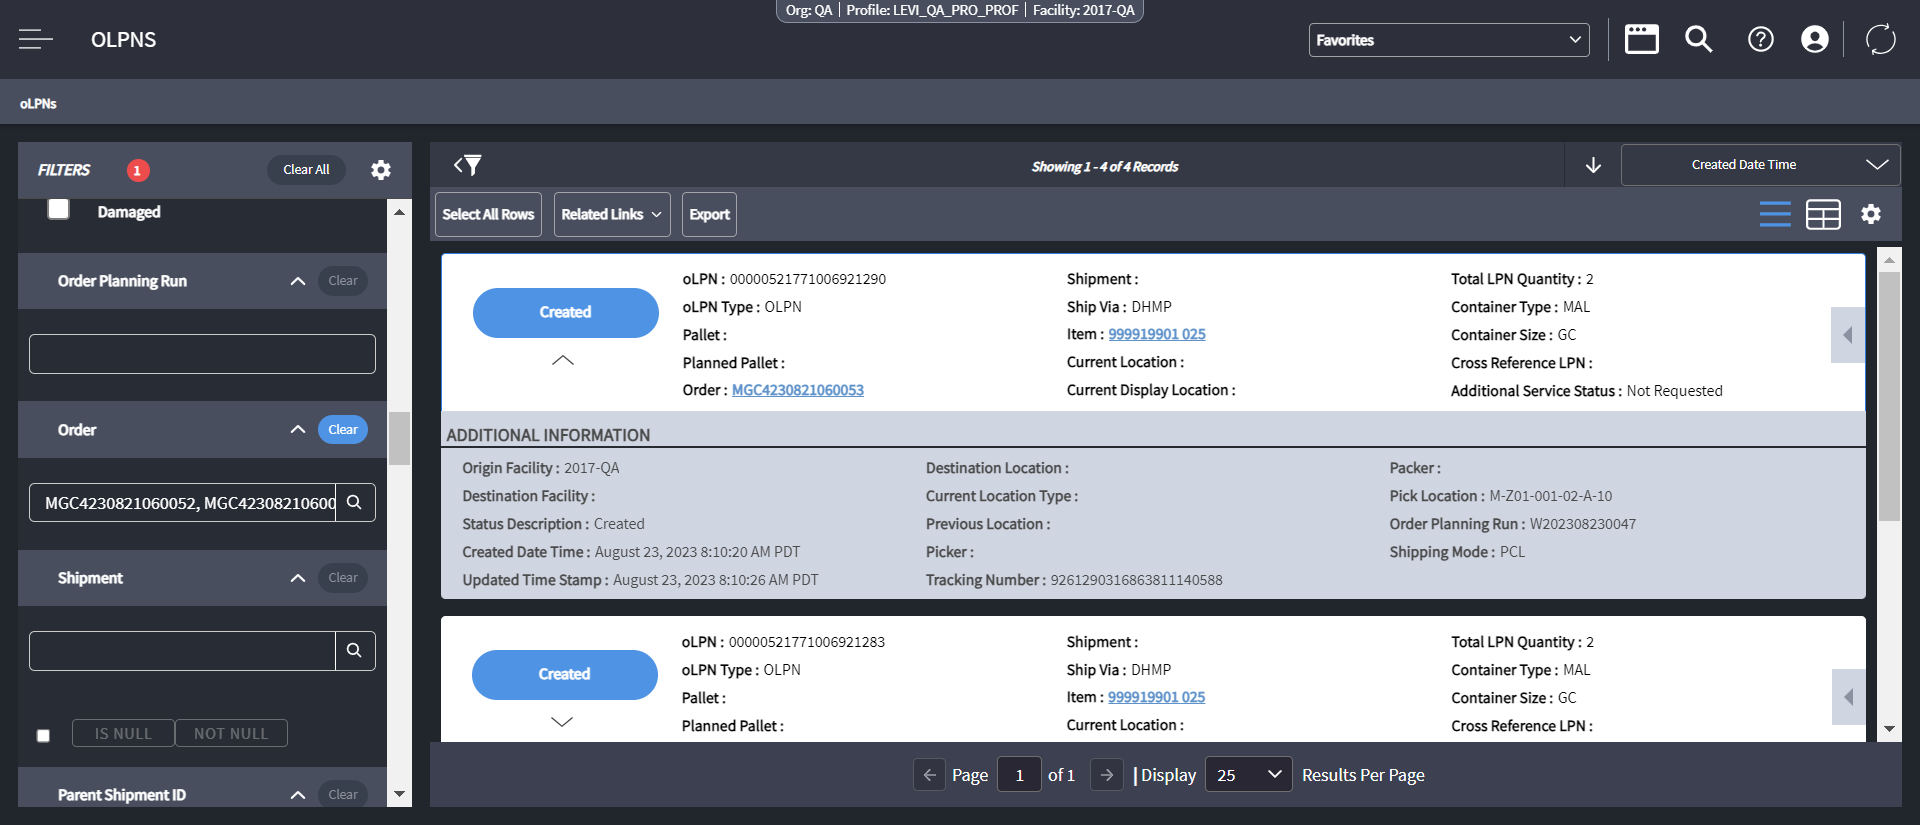 Org: QA | Profile: LEVI_QA_PRO_PROF | Facility: 2017-QA
OLPNS
Favorites
oLPNs
FILTERS 1 Clear All
Damaged
Order Planning Run Clear
Order Clear
MGC4230821060052, MGC42308210600
Shipment Clear
IS NULL NOT NULL
Parent Shipment ID Clear
Showing 1 - 4 of 4 Records
Created Date Time
Select All Rows Related Links Export
Created
oLPN : 00000521771006921290
oLPN Type : OLPN
Pallet :
Planned Pallet :
Order : MGC4230821060053
Shipment :
Ship Via : DHMP
Item : 999919901 025
Current Location :
Current Display Location :
Total LPN Quantity : 2
Container Type : MAL
Container Size : GC
Cross Reference LPN :
Additional Service Status : Not Requested
ADDITIONAL INFORMATION
Origin Facility : 2017-QA
Destination Facility :
Status Description : Created
Created Date Time : August 23, 2023 8:10:20 AM PDT
Updated Time Stamp : August 23, 2023 8:10:26 AM PDT
Destination Location :
Current Location Type :
Previous Location :
Picker :
Tracking Number : 9261290316863811140588
Packer :
Pick Location : M-Z01-001-02-A-10
Order Planning Run : W202308230047
Shipping Mode : PCL
Created
oLPN : 00000521771006921283
oLPN Type : OLPN
Pallet :
Planned Pallet :
Shipment :
Ship Via : DHMP
Item : 999919901 025
Current Location :
Total LPN Quantity : 2
Container Type : MAL
Container Size : GC
Cross Reference LPN :
Page 1 of 1 | Display 25 Results Per Page